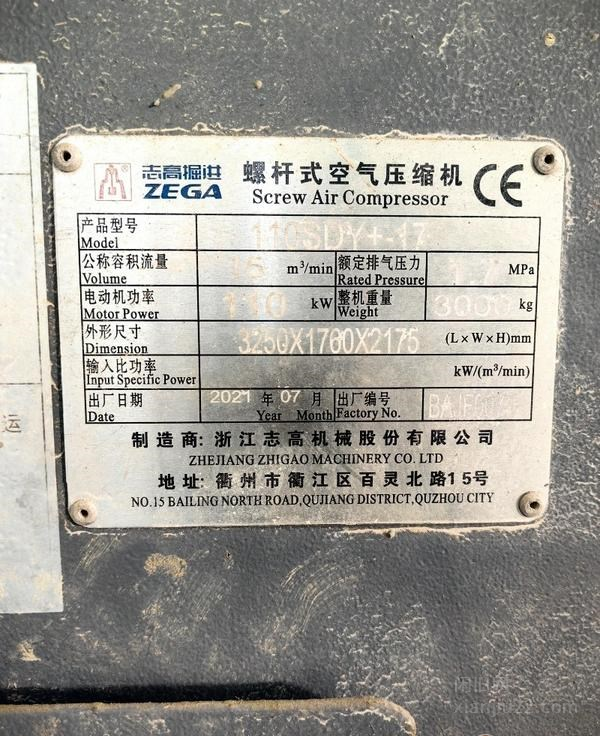 志高掘进
ZEGA
螺杆式空气压缩机
Screw Air Compressor
CE
产品型号
Model
公称容积流量
Volume
15 m³/min
额定排气压力
Rated Pressure
1.7 MPa
电动机功率
Motor Power
110 kW
整机重量
Weight
3000 kg
外形尺寸
Dimension
3250X1760X2175 (L×W×H)mm
输入比功率
Input Specific Power
kW/(m³/min)
出厂日期
Date
2021 年 07 月
Year Month
出厂编号
Factory No.
制造商:浙江志高机械股份有限公司
ZHEJIANG ZHIGAO MACHINERY CO. LTD
地址:衢州市衢江区百灵北路15号
NO.15 BAILING NORTH ROAD,QUJIANG DISTRICT,QUZHOU CITY
运